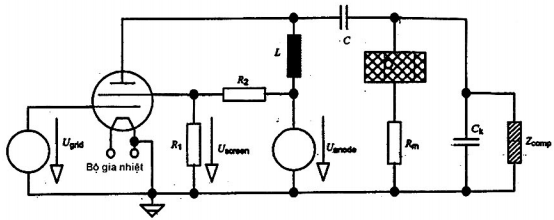 C
L
R2
Ck
Zcomp
Ugrid
R1
Uscreen
Uanode
Rm
Bộ gia nhiệt